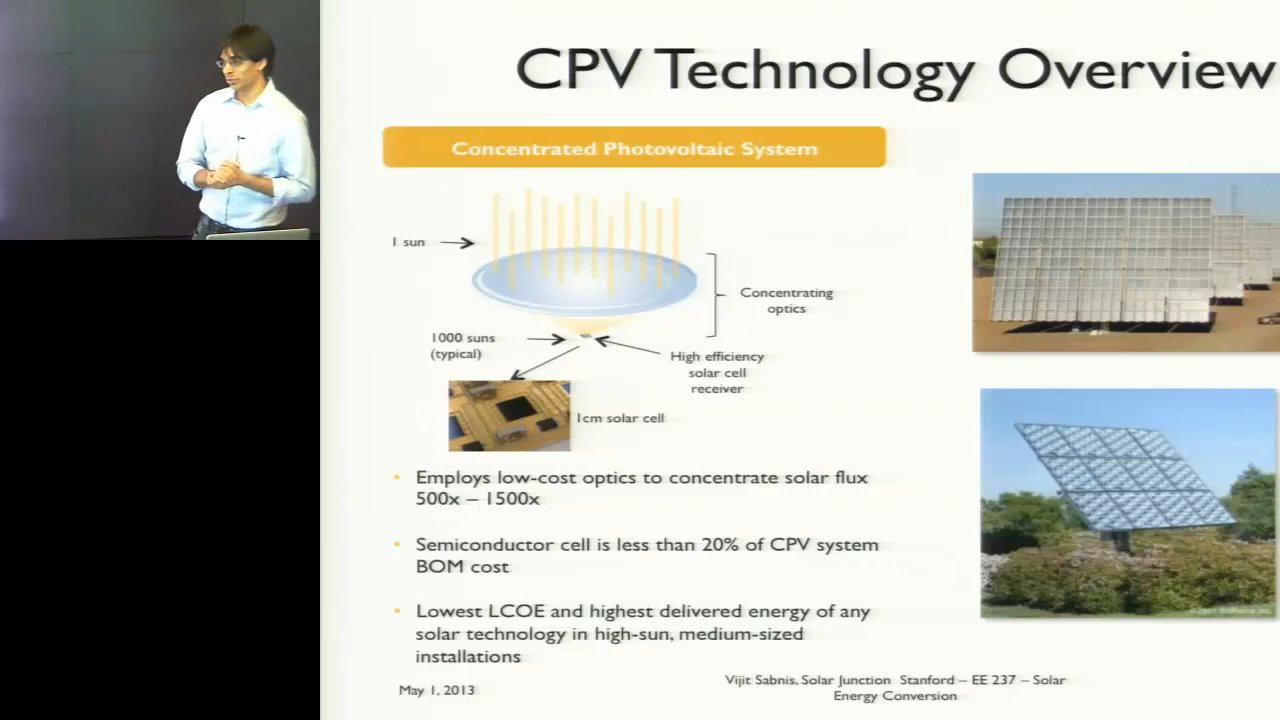 CPV Technology Overview
Concentrated Photovoltaic System
1 sun
Concentrating
optics
1000 suns
(typical)
High efficiency
solar cell
receiver
1cm solar cell
• Employs low-cost optics to concentrate solar flux
500x – 1500x
• Semiconductor cell is less than 20% of CPV system
BOM cost
• Lowest LCOE and highest delivered energy of any
solar technology in high-sun, medium-sized
installations
May 1, 2013
Vijit Sabnis, Solar Junction Stanford – EE 237 – Solar
Energy Conversion